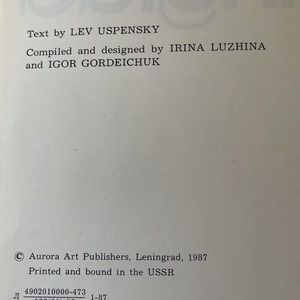 Text by LEV USPENSKY
Compiled and designed by IRINA LUZHINA
and IGOR GORDEICHUK
© Aurora Art Publishers, Leningrad, 1987
Printed and bound in the USSR
Л 4902010000-473
1-87